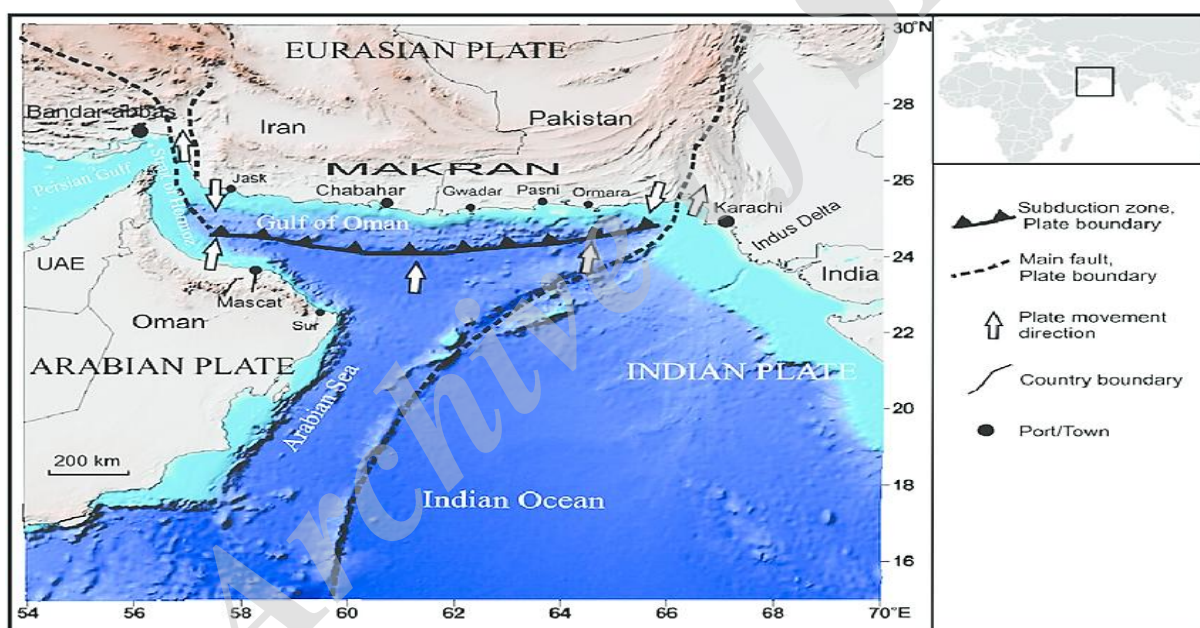 EURASIAN PLATE
30°N
28
26
24
22
20
18
16
Bandar-abbas
Iran
Pakistan
Persian Gulf
Strait of Hormoz
MAKRAN
Jask
Chabahar
Gwadar
Pasni
Ormara
Karachi
Gulf of Oman
Indus Delta
UAE
Mascat
India
Oman
Sur
ARABIAN PLATE
INDIAN PLATE
Arabian Sea
200 km
Indian Ocean
54
56
58
60
62
64
66
68
70°E
Subduction zone,
Plate boundary
Main fault,
Plate boundary
Plate movement
direction
Country boundary
Port/Town
Archive